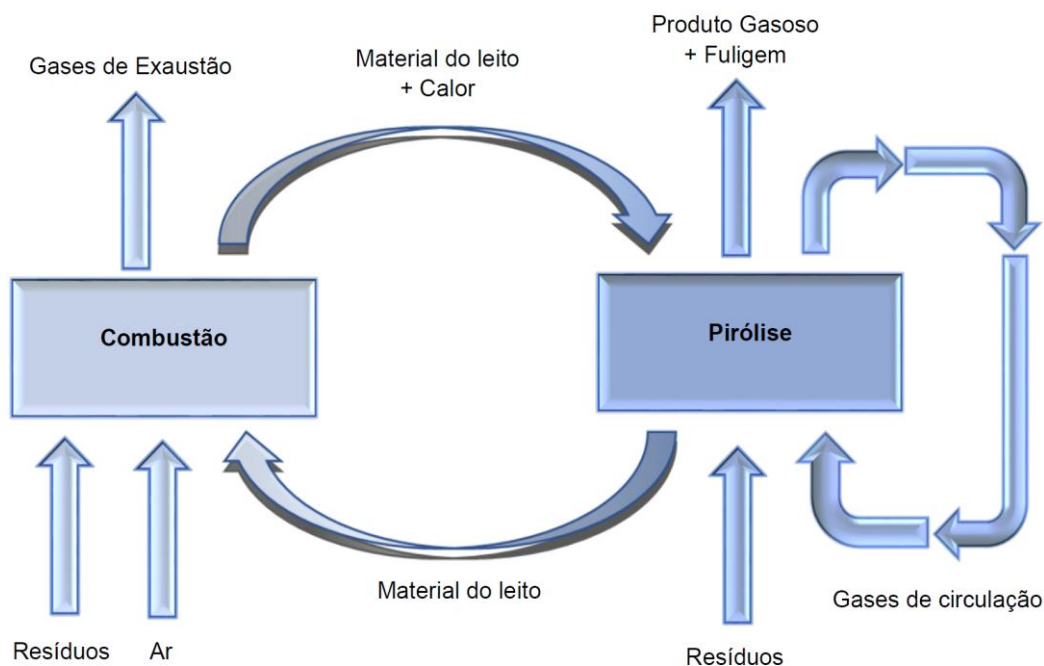 Produto Gasoso
+ Fuligem
Gases de Exaustão
Material do leito
+ Calor
Combustão
Pirólise
Material do leito
Gases de circulação
Resíduos
Ar
Resíduos